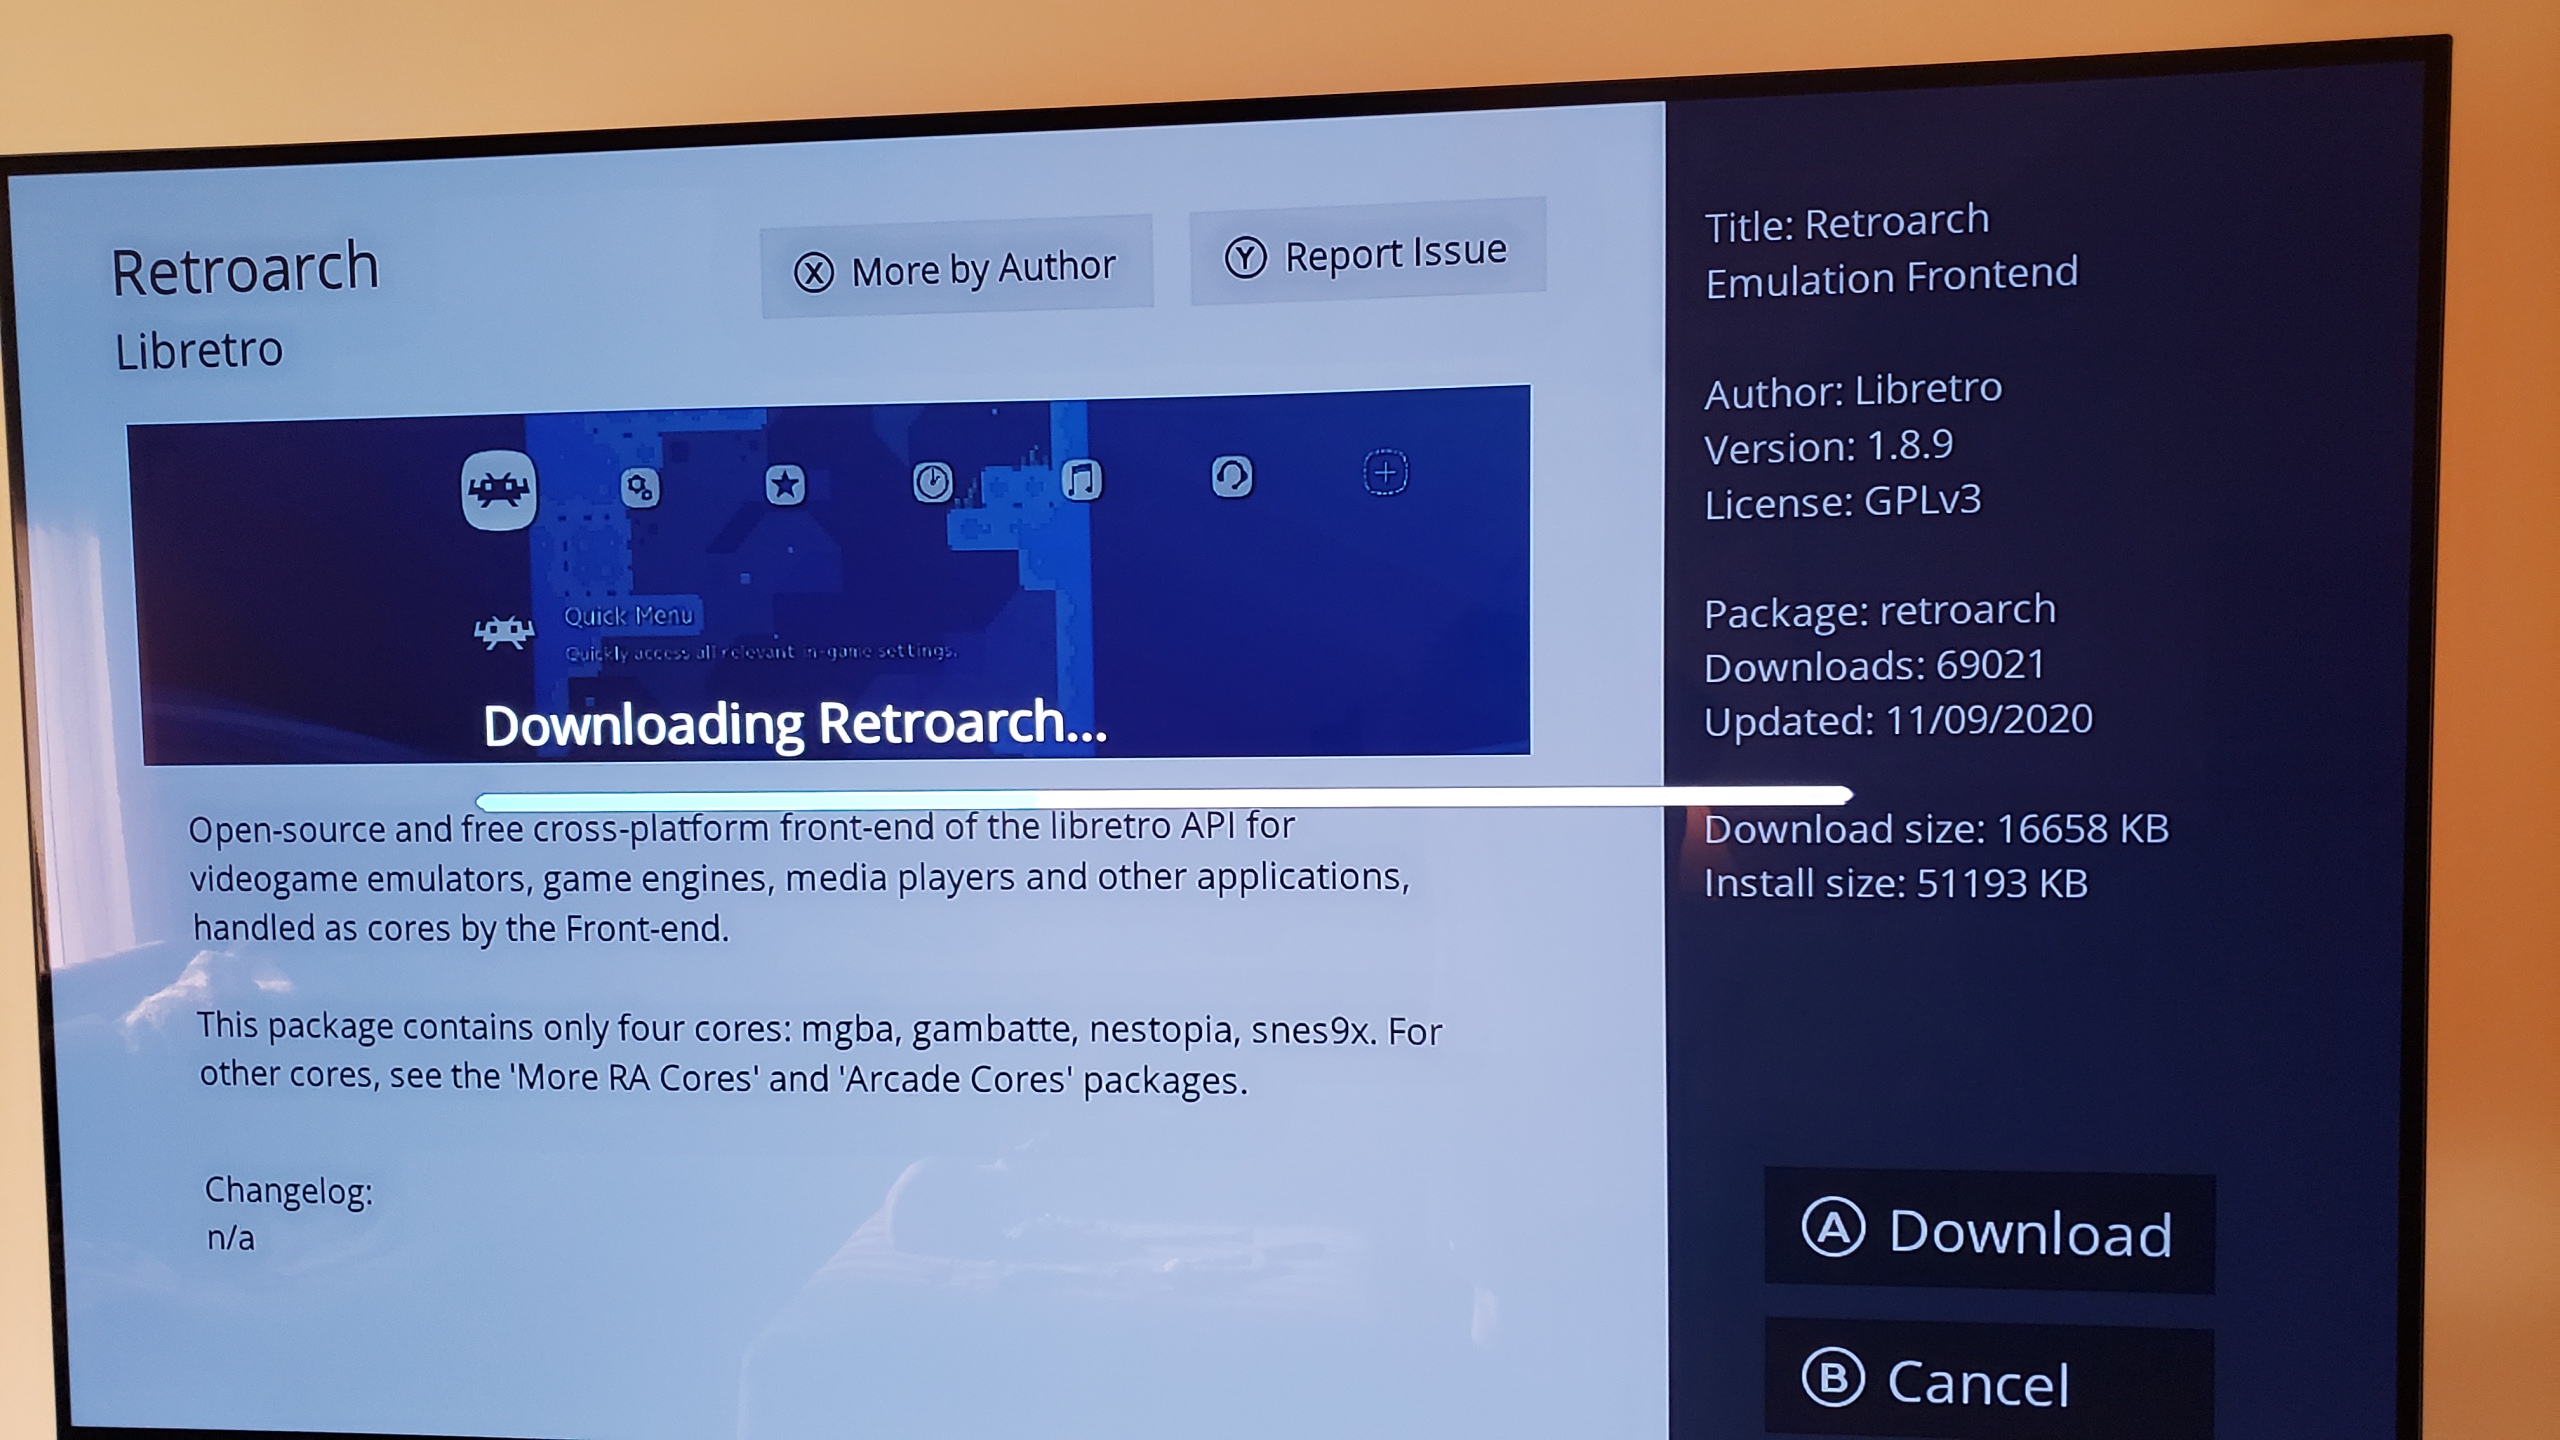 Retroarch
Libretro
Ⓧ More by Author
Ⓨ Report Issue
Quick Menu
Quickly access all relevant in-game settings.
Downloading Retroarch...
Open-source and free cross-platform front-end of the libretro API for
videogame emulators, game engines, media players and other applications,
handled as cores by the Front-end.
This package contains only four cores: mgba, gambatte, nestopia, snes9x. For
other cores, see the 'More RA Cores' and 'Arcade Cores' packages.
Changelog:
n/a
Title: Retroarch
Emulation Frontend
Author: Libretro
Version: 1.8.9
License: GPLv3
Package: retroarch
Downloads: 69021
Updated: 11/09/2020
Download size: 16658 KB
Install size: 51193 KB
Ⓐ Download
Ⓑ Cancel